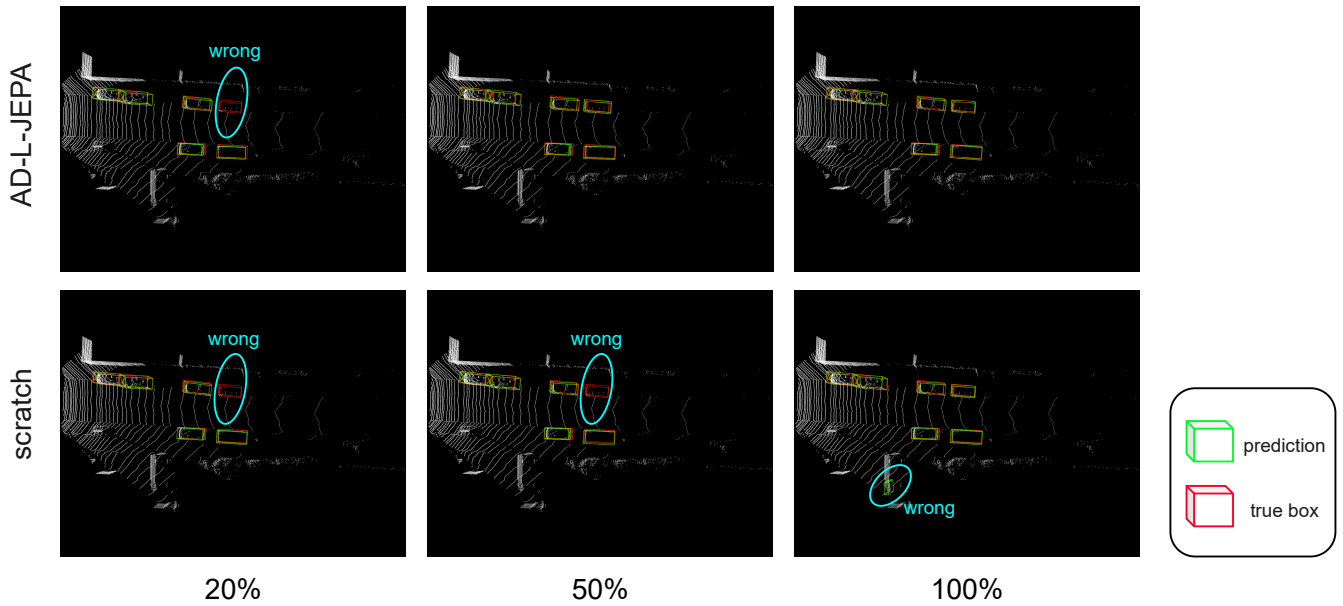 AD-L-JEPA
wrong
scratch
wrong
wrong
wrong
prediction
true box
20%
50%
100%